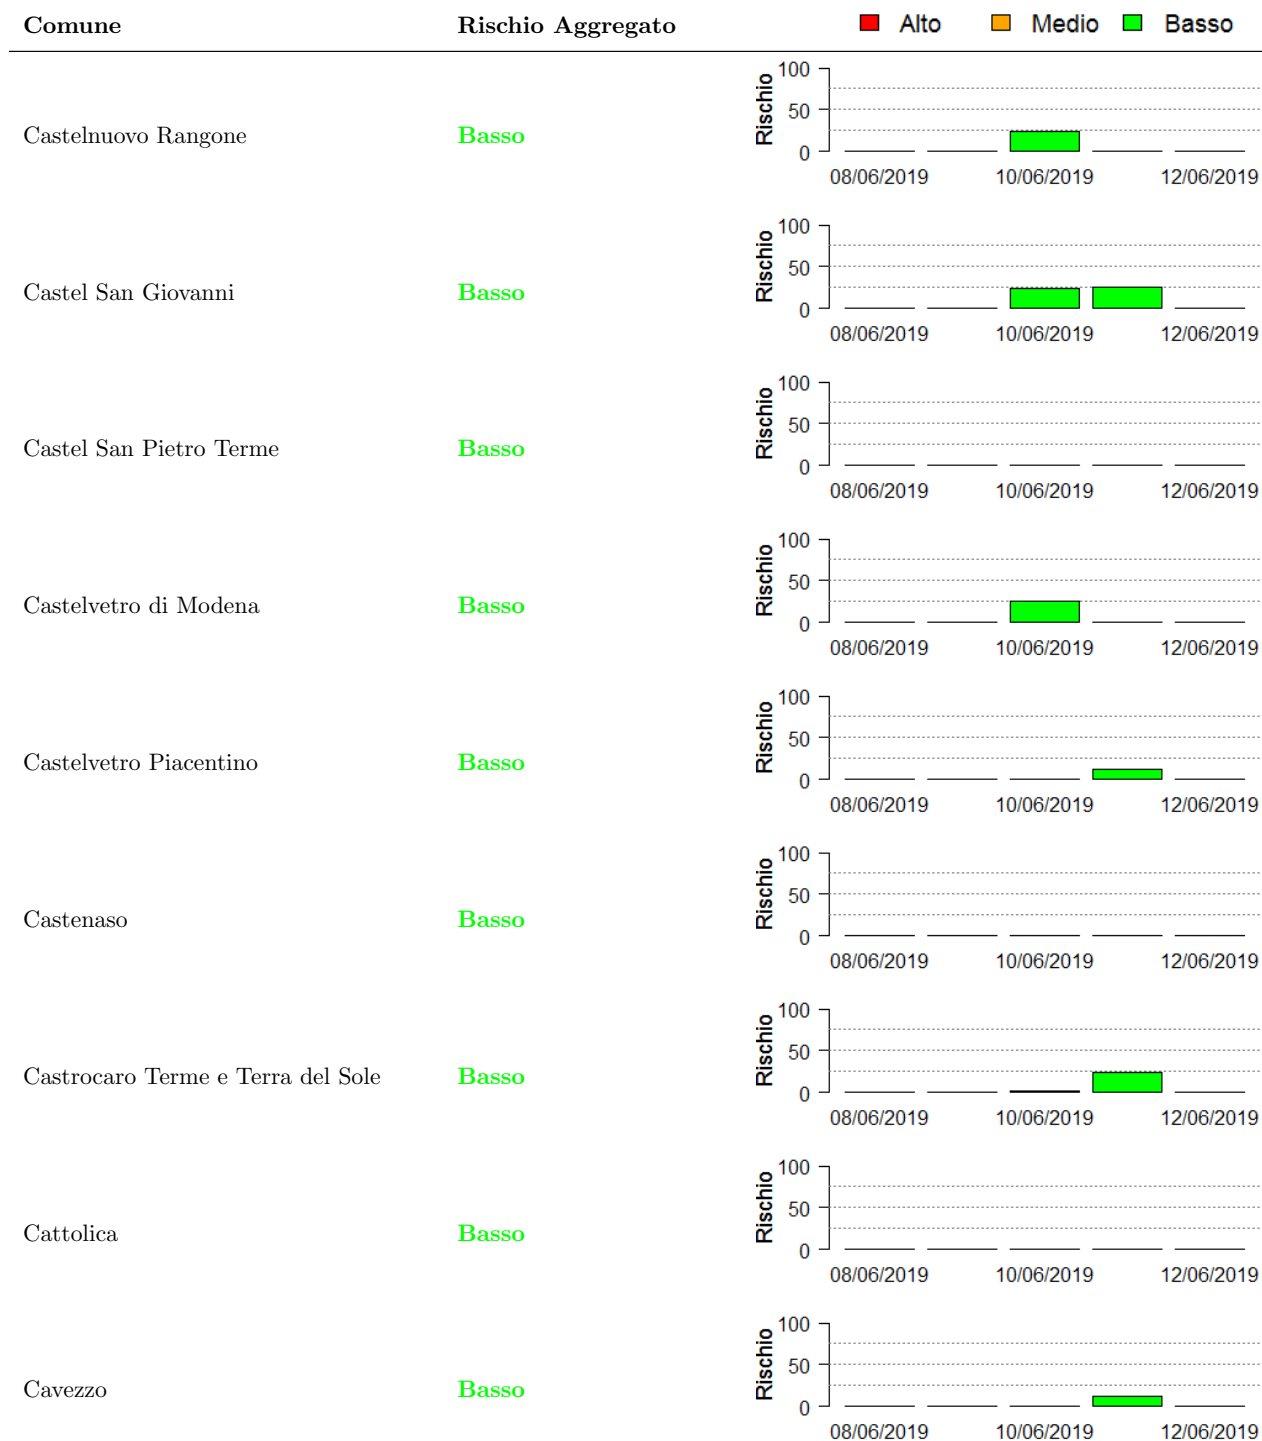 Comune Rischio Aggregato Alto Medio Basso
100
50
0
Rischio
Castelnuovo Rangone Basso
08/06/2019 10/06/2019 12/06/2019
100
50
0
Rischio
Castel San Giovanni Basso
08/06/2019 10/06/2019 12/06/2019
100
50
0
Rischio
Castel San Pietro Terme Basso
08/06/2019 10/06/2019 12/06/2019
100
50
0
Rischio
Castelvetro di Modena Basso
08/06/2019 10/06/2019 12/06/2019
100
50
0
Rischio
Castelvetro Piacentino Basso
08/06/2019 10/06/2019 12/06/2019
100
50
0
Rischio
Castenaso Basso
08/06/2019 10/06/2019 12/06/2019
100
50
0
Rischio
Castrocaro Terme e Terra del Sole Basso
08/06/2019 10/06/2019 12/06/2019
100
50
0
Rischio
Cattolica Basso
08/06/2019 10/06/2019 12/06/2019
100
50
0
Rischio
Cavezzo Basso
08/06/2019 10/06/2019 12/06/2019